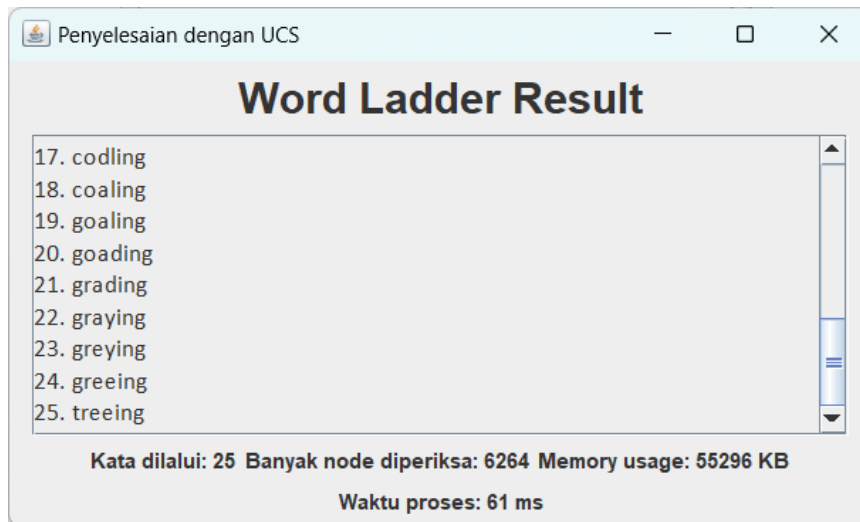 Penyelesaian dengan UCS
Word Ladder Result
17. codling
18. coaling
19. goaling
20. goading
21. grading
22. graying
23. greying
24. greeing
25. treeing
Kata dilalui: 25 Banyak node diperiksa: 6264 Memory usage: 55296 KB
Waktu proses: 61 ms